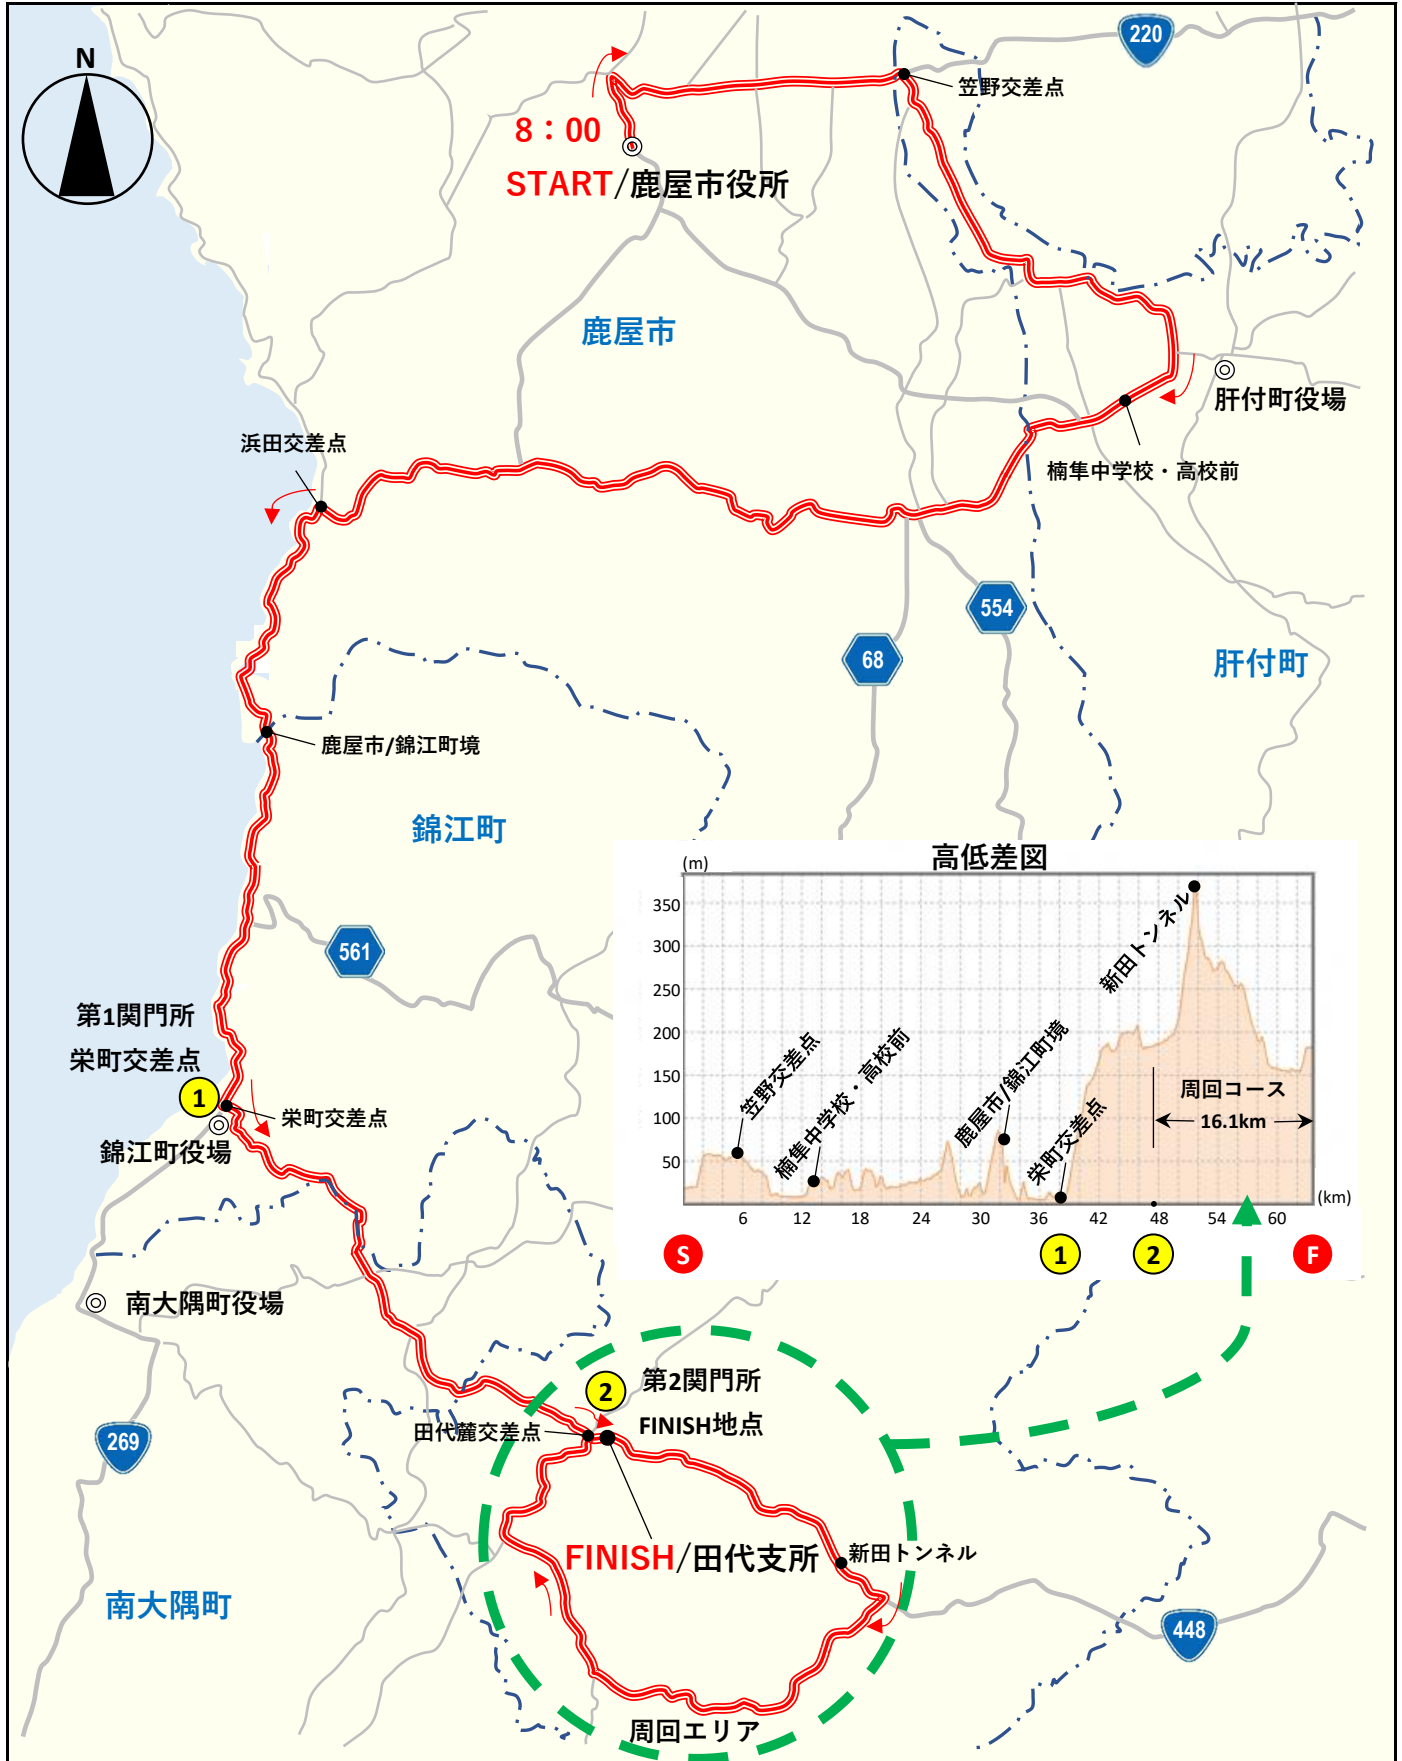 N
220
笠野交差点
8：00
START/鹿屋市役所
鹿屋市
肝付町役場
浜田交差点
楠隼中学校・高校前
554
68
肝付町
鹿屋市/錦江町境
錦江町
561
第1関門所
栄町交差点
1
栄町交差点
錦江町役場
高低差図
(m)
350
300
250
200
150
100
50
新田トンネル
笠野交差点
楠隼中学校・高校前
鹿屋市/錦江町境
栄町交差点
周回コース
16.1km
(km)
6
12
18
24
30
36
42
48
54
60
S
1
2
F
南大隅町役場
2
第2関門所
FINISH地点
田代麓交差点
269
FINISH/田代支所
新田トンネル
南大隅町
448
周回エリア